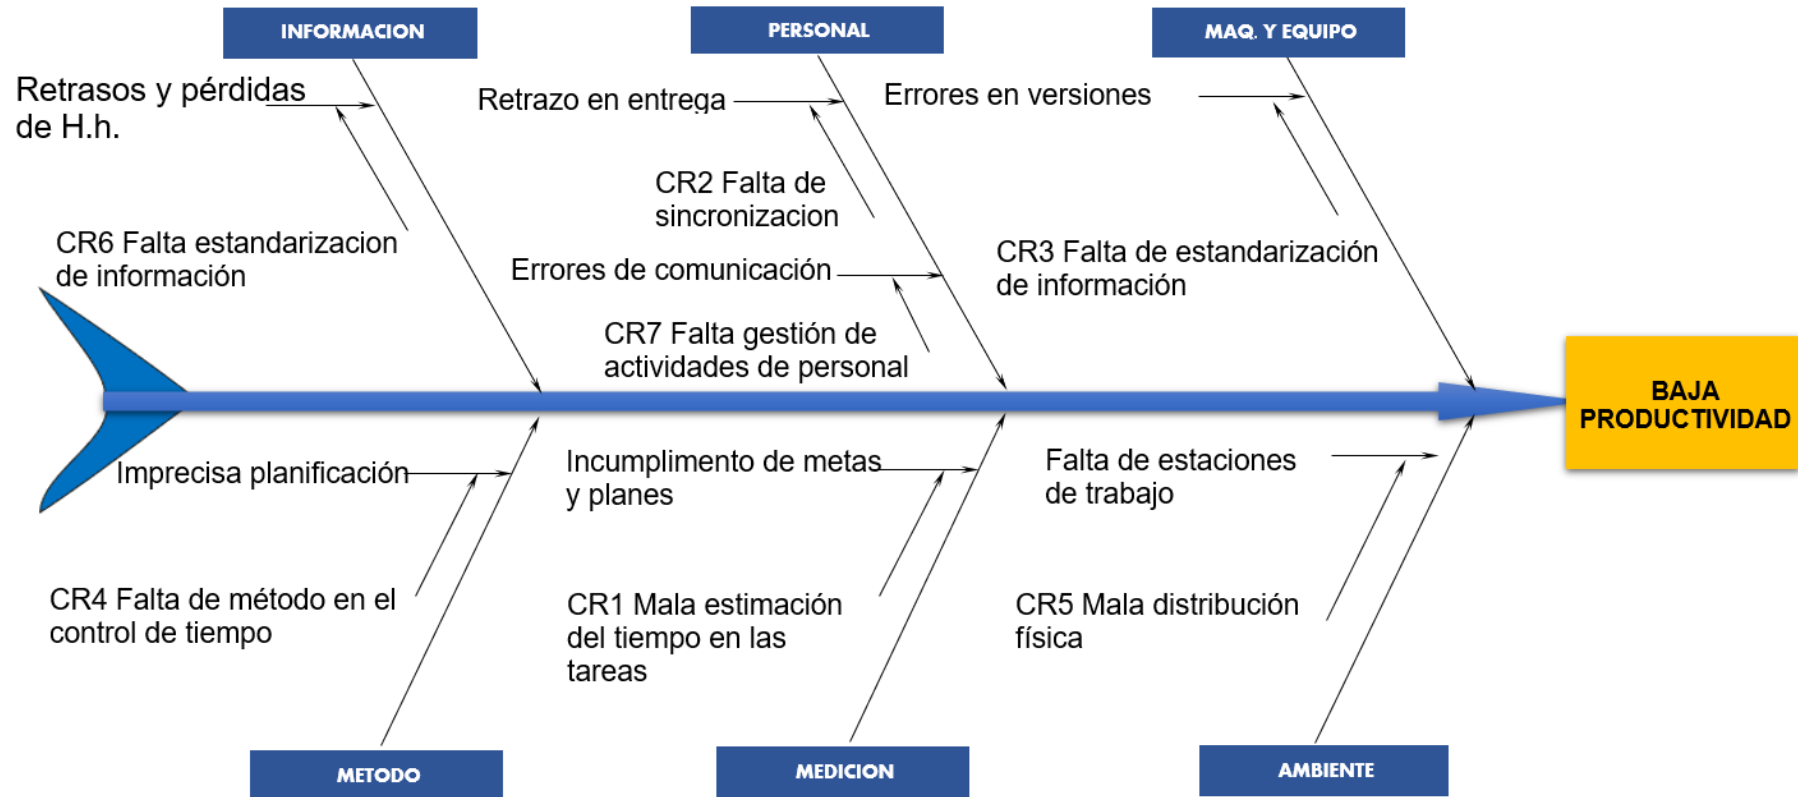 INFORMACION
PERSONAL
MAQ. Y EQUIPO
Retrasos y pérdidas
de H.h.
Retrazo en entrega
Errores en versiones
CR2 Falta de
sincronizacion
CR6 Falta estandarizacion
de información
Errores de comunicación
CR3 Falta de estandarización
de información
CR7 Falta gestión de
actividades de personal
BAJA
PRODUCTIVIDAD
Imprecisa planificación
Incumplimento de metas
y planes
Falta de estaciones
de trabajo
CR4 Falta de método en el
control de tiempo
CR1 Mala estimación
del tiempo en las
tareas
CR5 Mala distribución
física
METODO
MEDICION
AMBIENTE